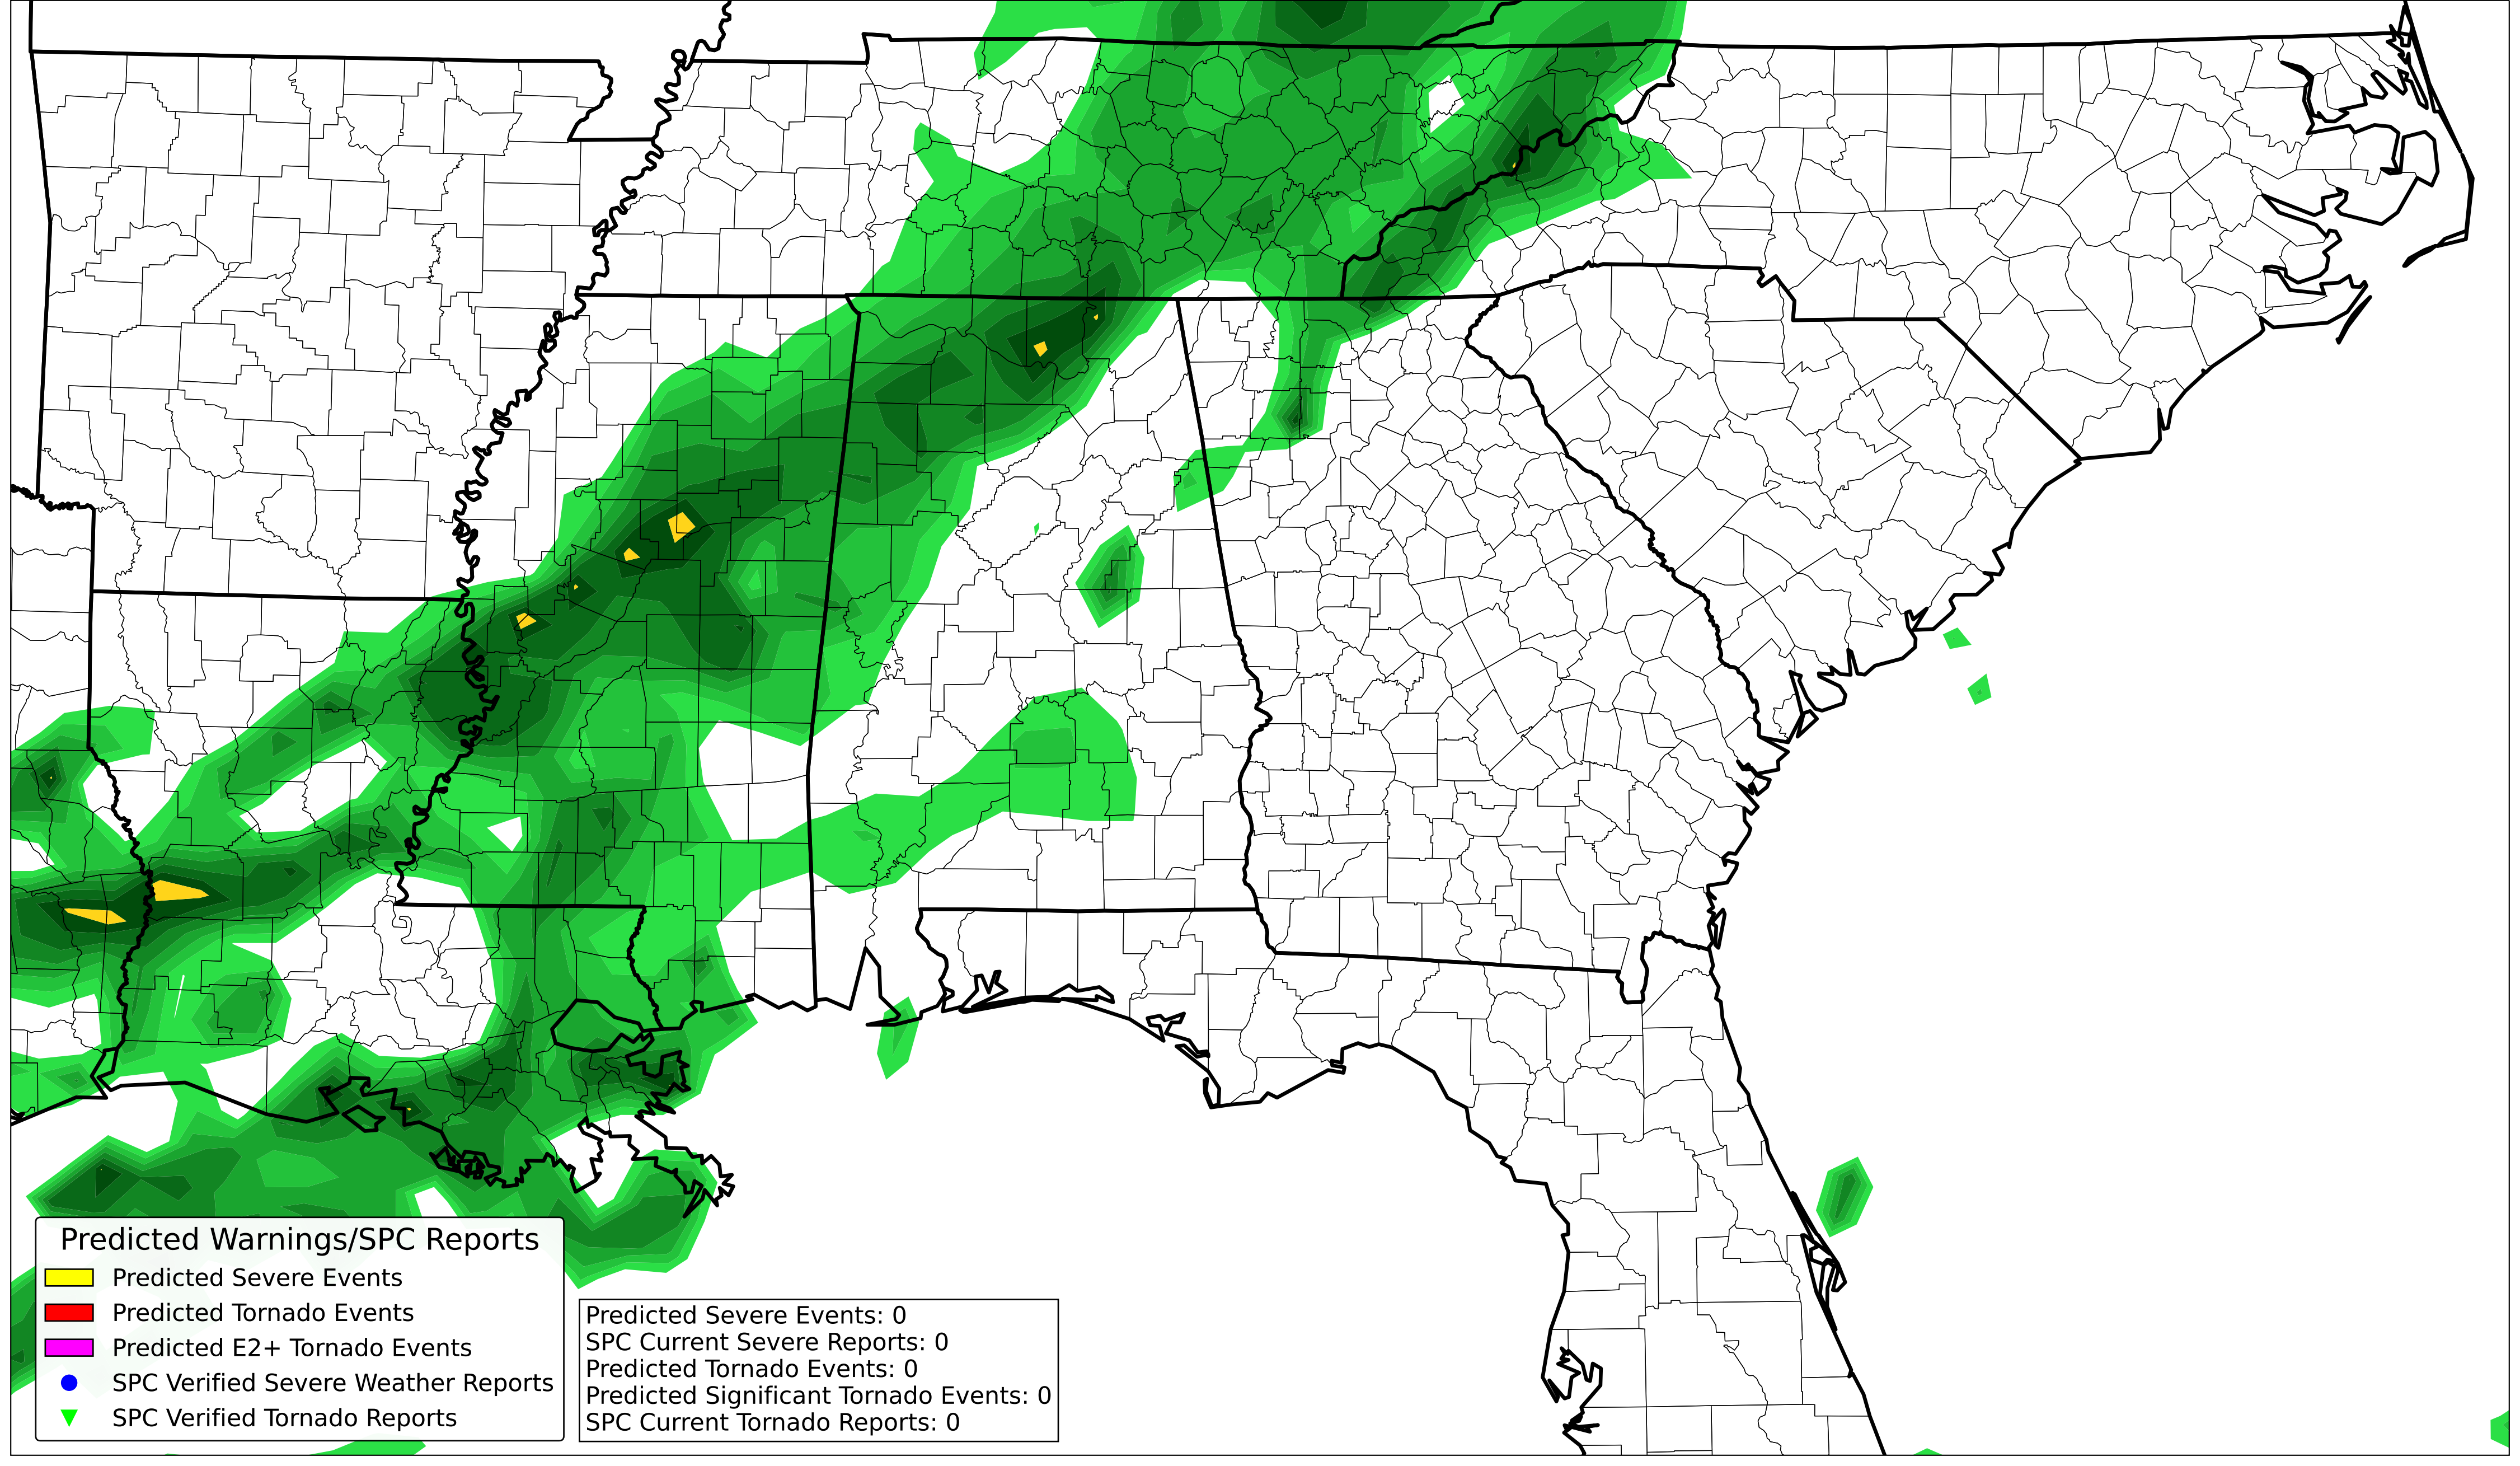 Predicted Warnings/SPC Reports
Predicted Severe Events
Predicted Tornado Events
Predicted E2+ Tornado Events
SPC Verified Severe Weather Reports
SPC Verified Tornado Reports
Predicted Severe Events: 0
SPC Current Severe Reports: 0
Predicted Tornado Events: 0
Predicted Significant Tornado Events: 0
SPC Current Tornado Reports: 0